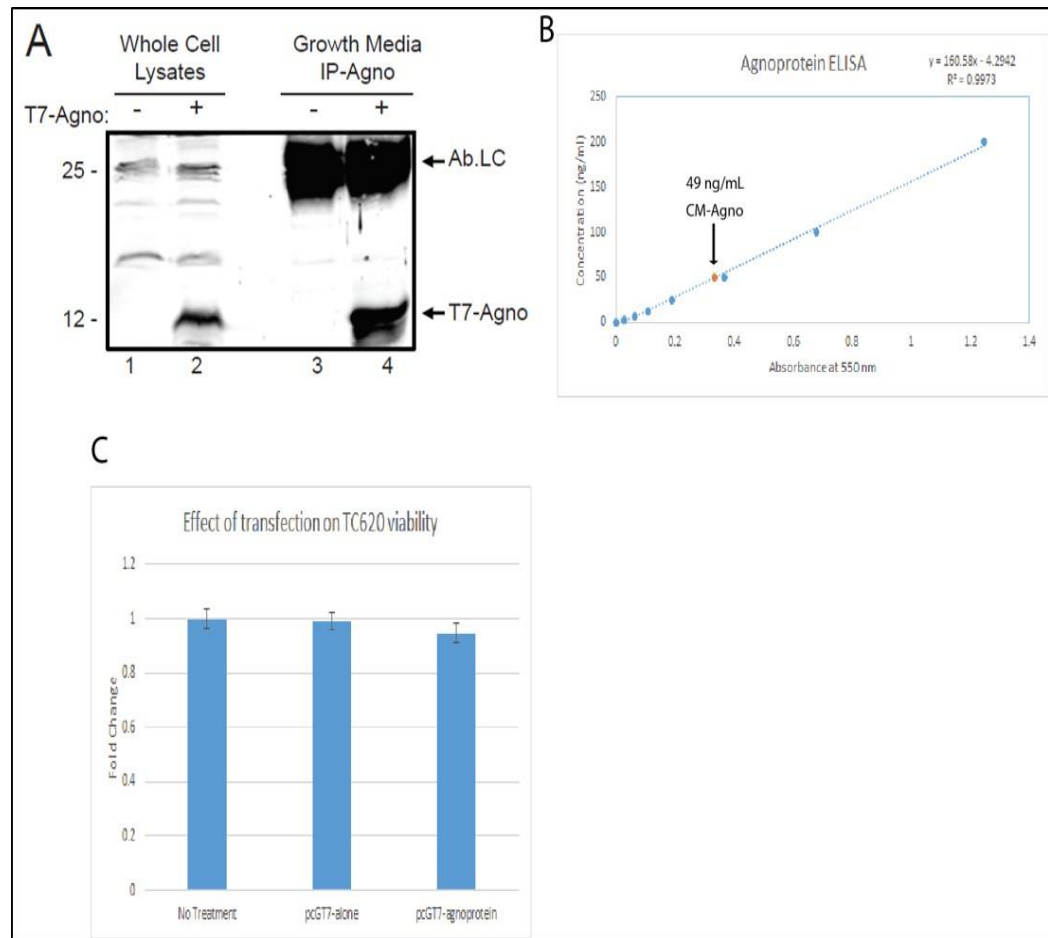 A
Whole Cell
Lysates
Growth Media
IP-Agno
T7-Agno: - + - +
25 -
12 -
Ab.LC
T7-Agno
1 2 3 4
B
Agnoprotein ELISA
y = 160.58x - 4.2942
R² = 0.9973
49 ng/mL
CM-Agno
Concentration (ng/ml)
250
200
150
100
50
0
0 0.2 0.4 0.6 0.8 1 1.2 1.4
Absorbance at 550 nm
C
Effect of transfection on TC620 viability
Fold Change
1.2
1
0.8
0.6
0.4
0.2
0
No Treatment pcGT7-alone pcGT7-agnoprotein